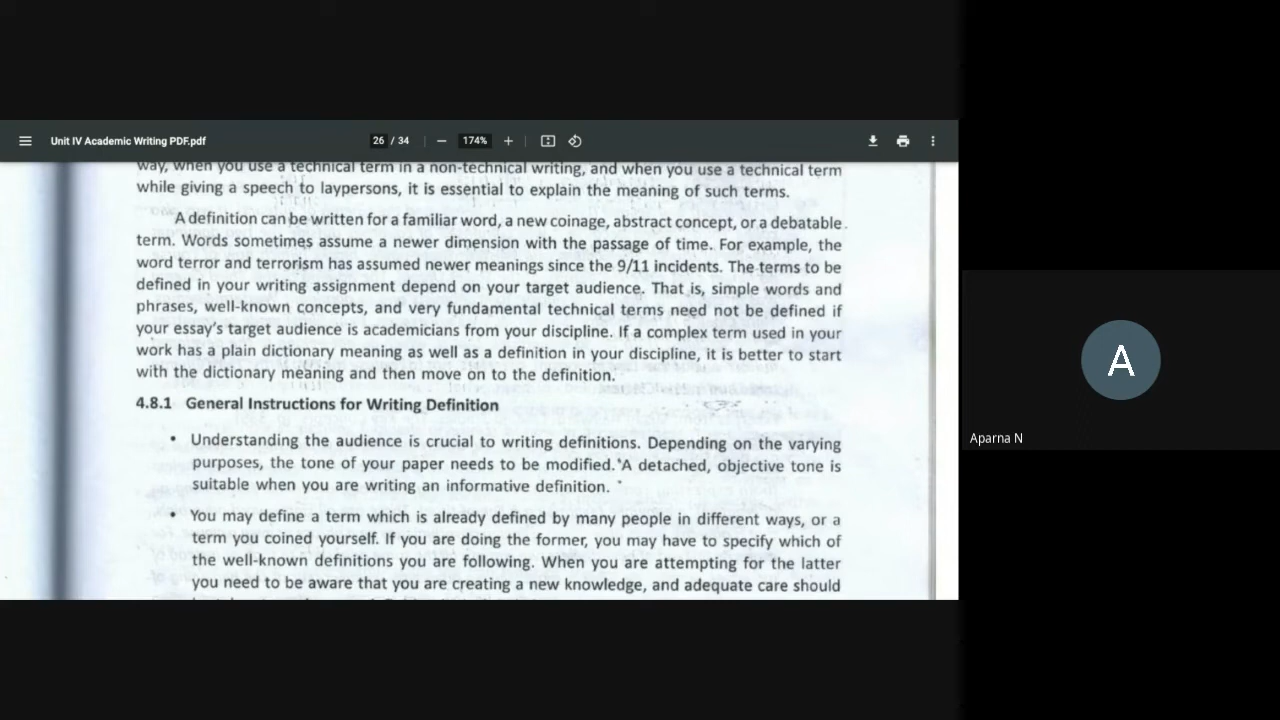 Unit IV Academic Writing PDF.pdf
26 / 34
174%
way, when you use a technical term in a non-technical writing, and when you use a technical term
while giving a speech to laypersons, it is essential to explain the meaning of such terms.
A definition can be written for a familiar word, a new coinage, abstract concept, or a debatable
term. Words sometimes assume a newer dimension with the passage of time. For example, the
word terror and terrorism has assumed newer meanings since the 9/11 incidents. The terms to be
defined in your writing assignment depend on your target audience. That is, simple words and
phrases, well-known concepts, and very fundamental technical terms need not be defined if
your essay's target audience is academicians from your discipline. If a complex term used in your
work has a plain dictionary meaning as well as a definition in your discipline, it is better to start
with the dictionary meaning and then move on to the definition.
4.8.1 General Instructions for Writing Definition
• Understanding the audience is crucial to writing definitions. Depending on the varying
purposes, the tone of your paper needs to be modified. A detached, objective tone is
suitable when you are writing an informative definition.
• You may define a term which is already defined by many people in different ways, or a
term you coined yourself. If you are doing the former, you may have to specify which of
the well-known definitions you are following. When you are attempting for the latter
you need to be aware that you are creating a new knowledge, and adequate care should
A
Aparna N